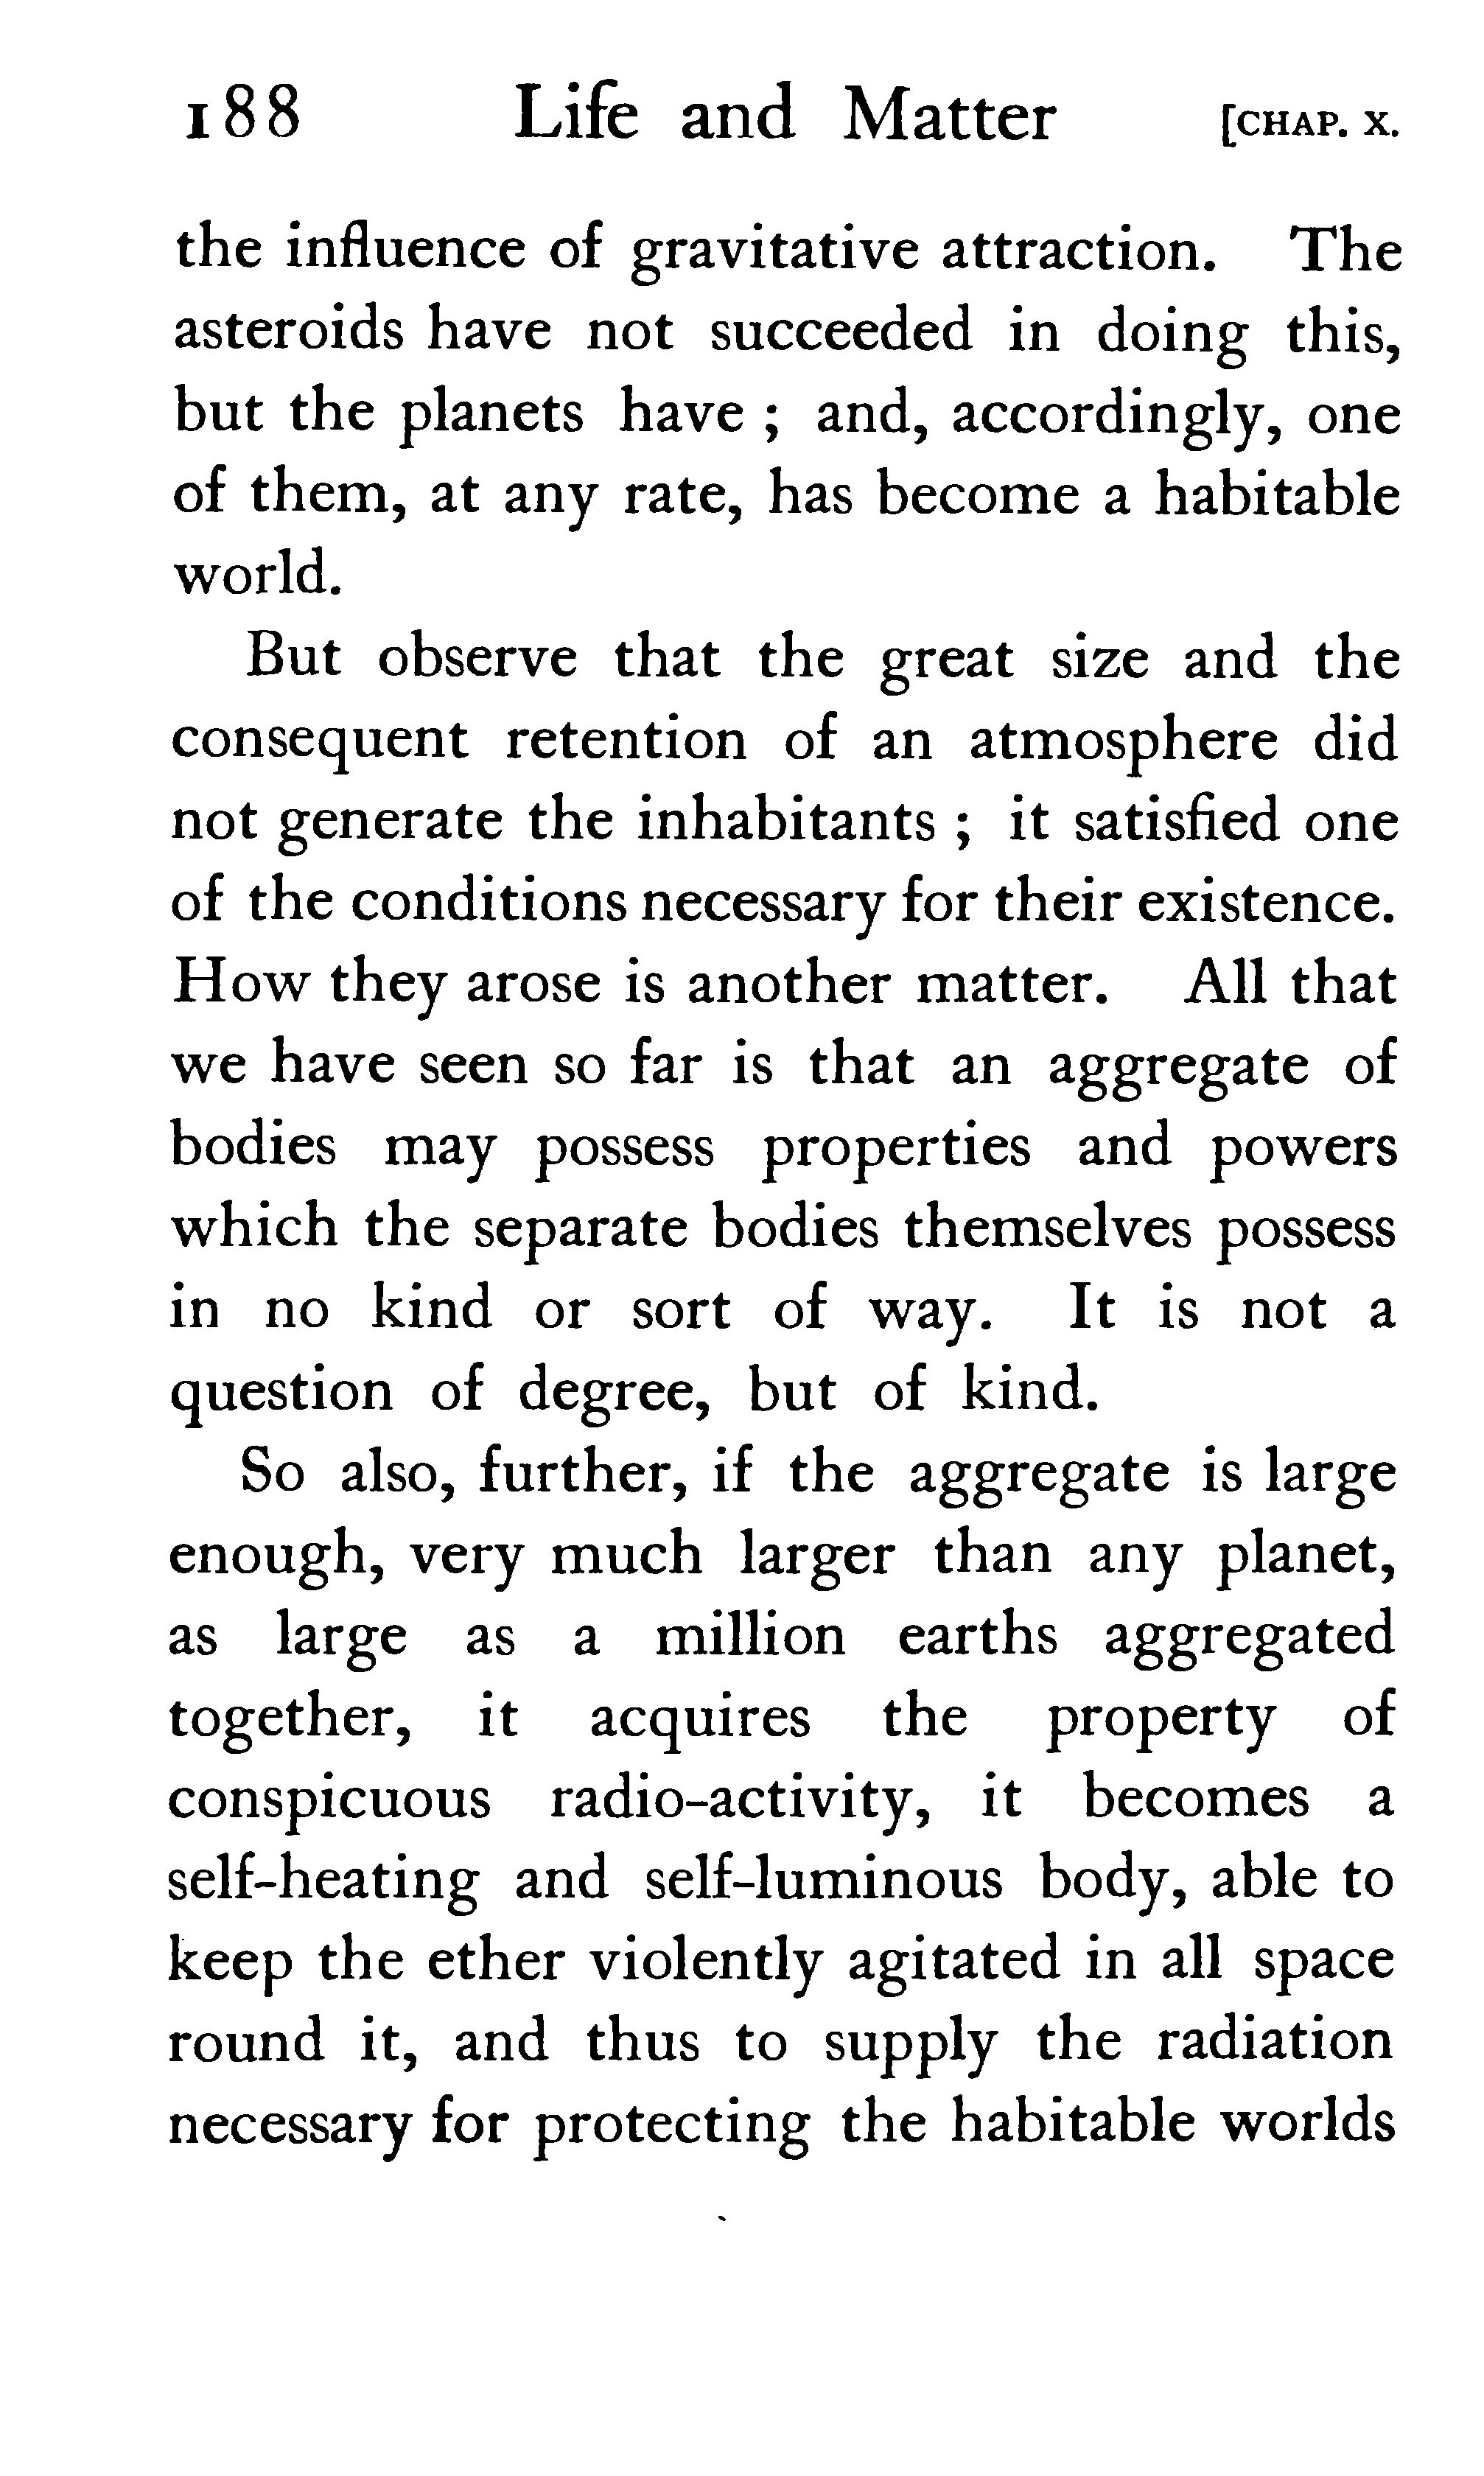 188 Life and Matter [CHAP. X.
the influence of gravitative attraction. The
asteroids have not succeeded in doing this,
but the planets have ; and, accordingly, one
of them, at any rate, has become a habitable
world.
But observe that the great size and the
consequent retention of an atmosphere did
not generate the inhabitants ; it satisfied one
of the conditions necessary for their existence.
How they arose is another matter. All that
we have seen so far is that an aggregate of
bodies may possess properties and powers
which the separate bodies themselves possess
in no kind or sort of way. It is not a
question of degree, but of kind.
So also, further, if the aggregate is large
enough, very much larger than any planet,
as large as a million earths aggregated
together, it acquires the property of
conspicuous radio-activity, it becomes a
self-heating and self-luminous body, able to
keep the ether violently agitated in all space
round it, and thus to supply the radiation
necessary for protecting the habitable worlds